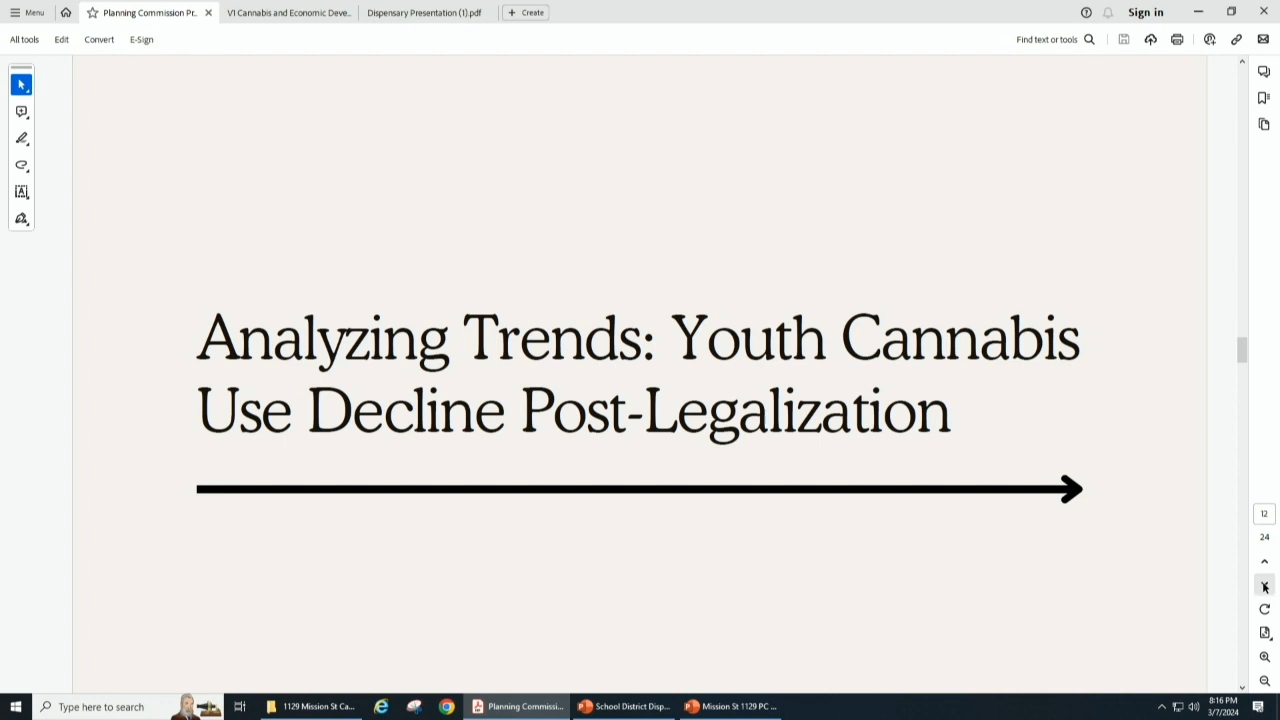 Menu
Planning Commission Pr..
VI Cannabis and Economic Deve..
Dispensary Presentation (1).pdf
Create
Sign in
All tools
Edit
Convert
E-Sign
Find text or tools
Analyzing Trends: Youth Cannabis
Use Decline Post-Legalization
12
24
Type here to search
1129 Mission St Ca...
Planning Commissi...
School District Disp...
Mission St 1129 PC ...
8:16 PM
3/7/2024